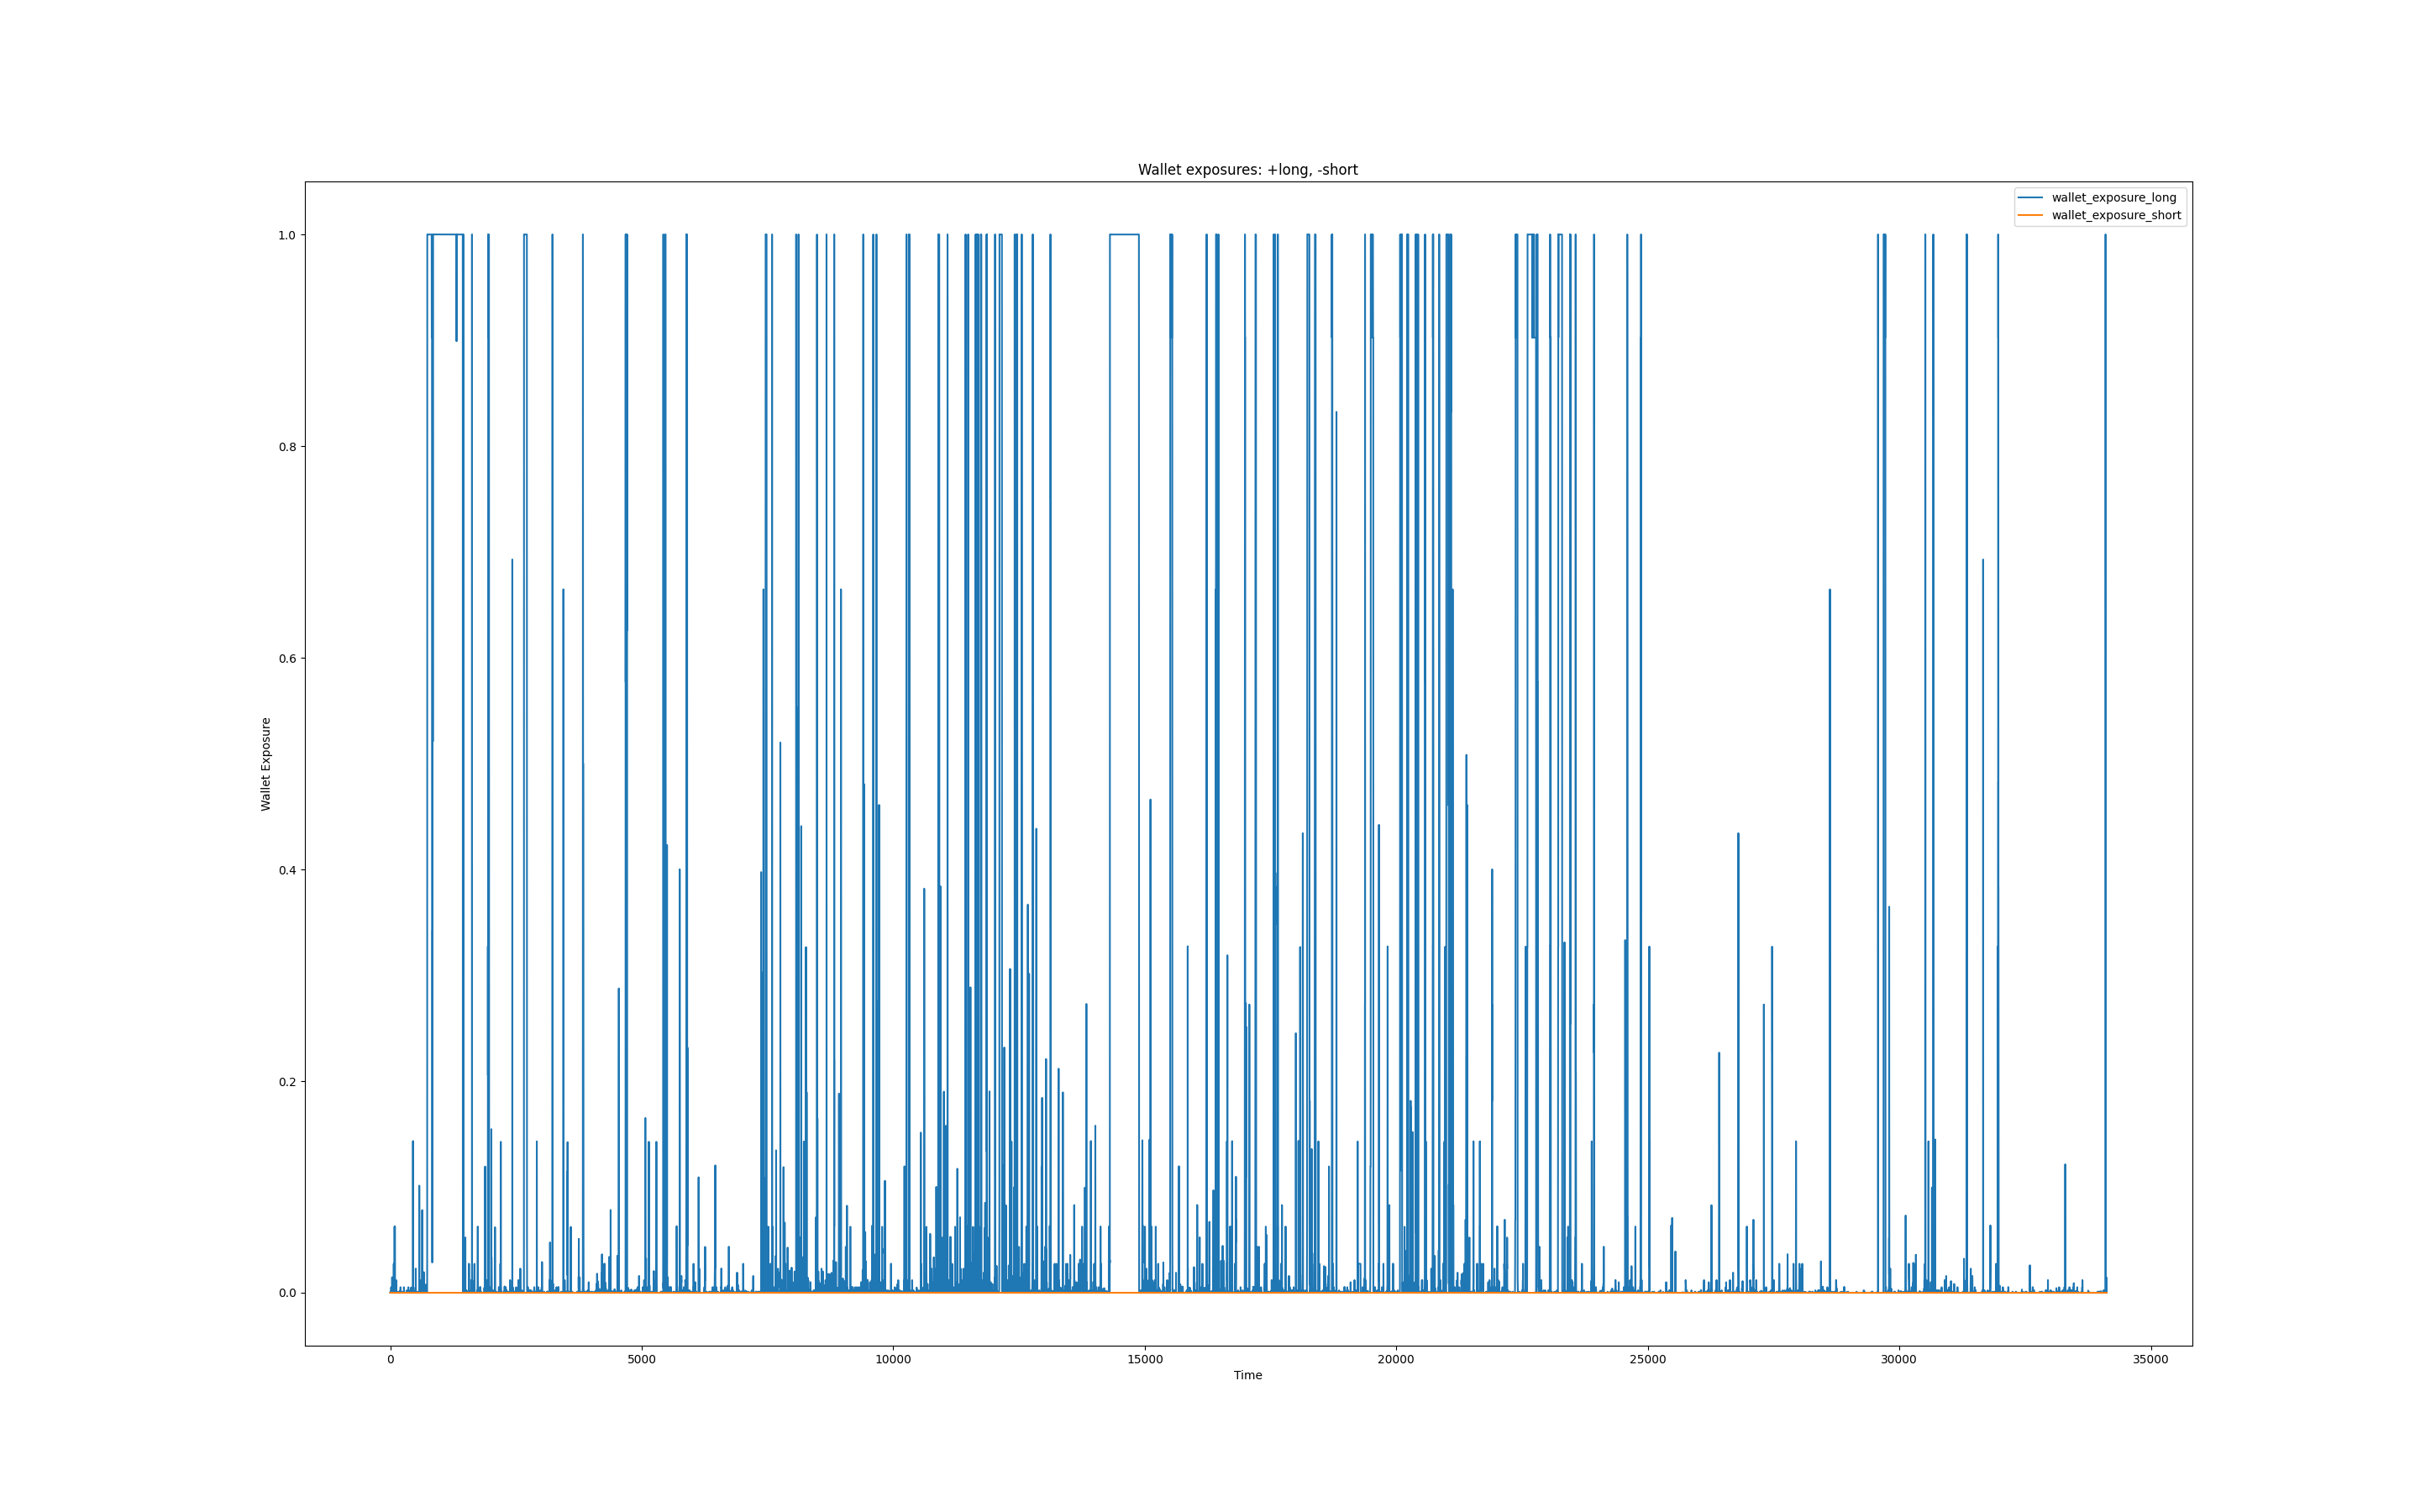 Wallet exposures: +long, -short
wallet_exposure_long
wallet_exposure_short
1.0
0.8
0.6
0.4
0.2
0.0
Wallet Exposure
0 5000 10000 15000 20000 25000 30000 35000
Time